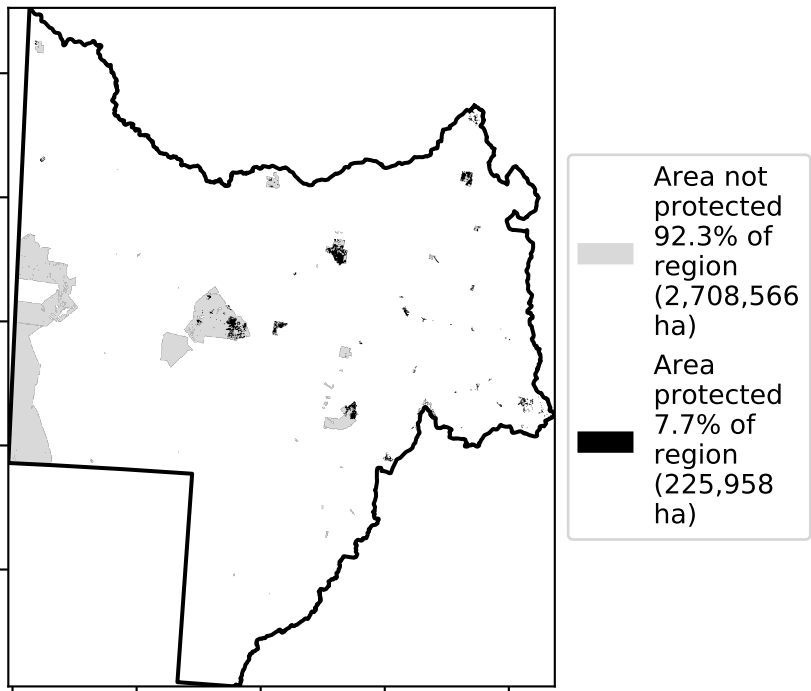 Area not
protected
92.3% of
region
(2,708,566
ha)
Area
protected
7.7% of
region
(225,958
ha)